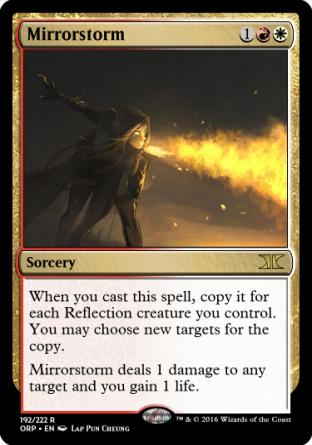 Mirrorstorm 1
Sorcery
When you cast this spell, copy it for
each Reflection creature you control.
You may choose new targets for the
copy.
Mirrorstorm deals 1 damage to any
target and you gain 1 life.
192/222 R
ORP • EN Lap Pun Cheung
™ & © 2016 Wizards of the Coast